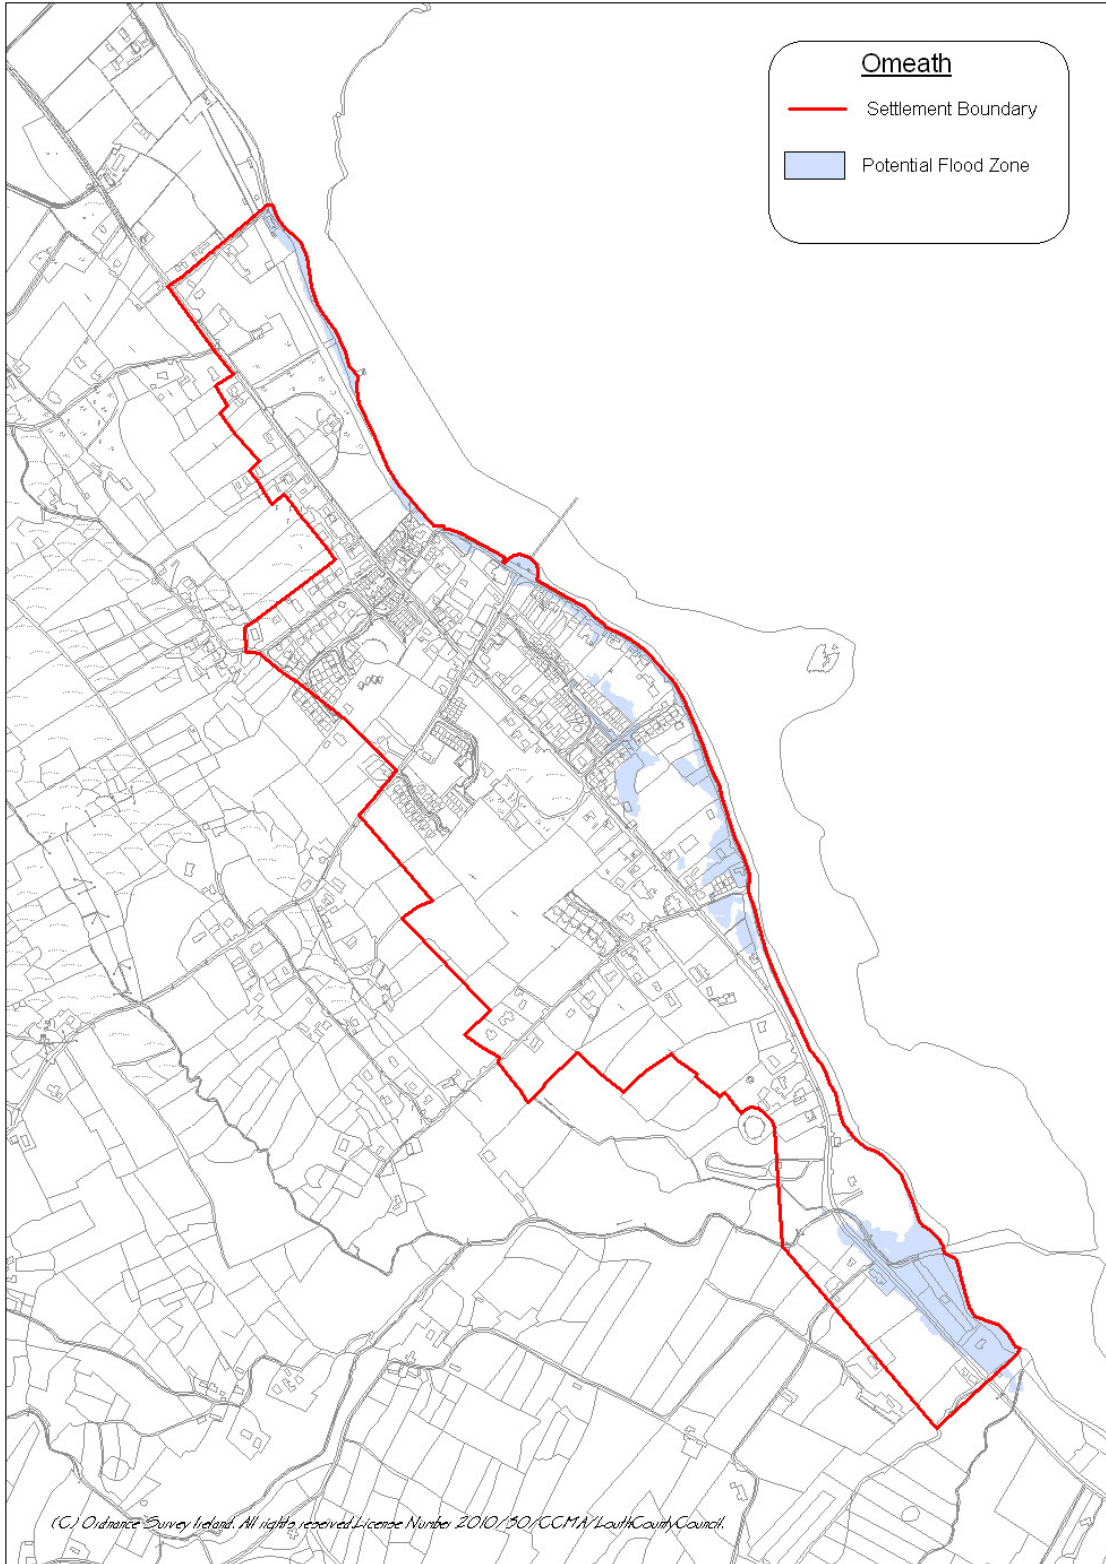 Omeath
Settlement Boundary
Potential Flood Zone
(C) Ordnance Survey Ireland. All rights reserved.License Number 2010/50/CCMA/LouthCountyCouncil.